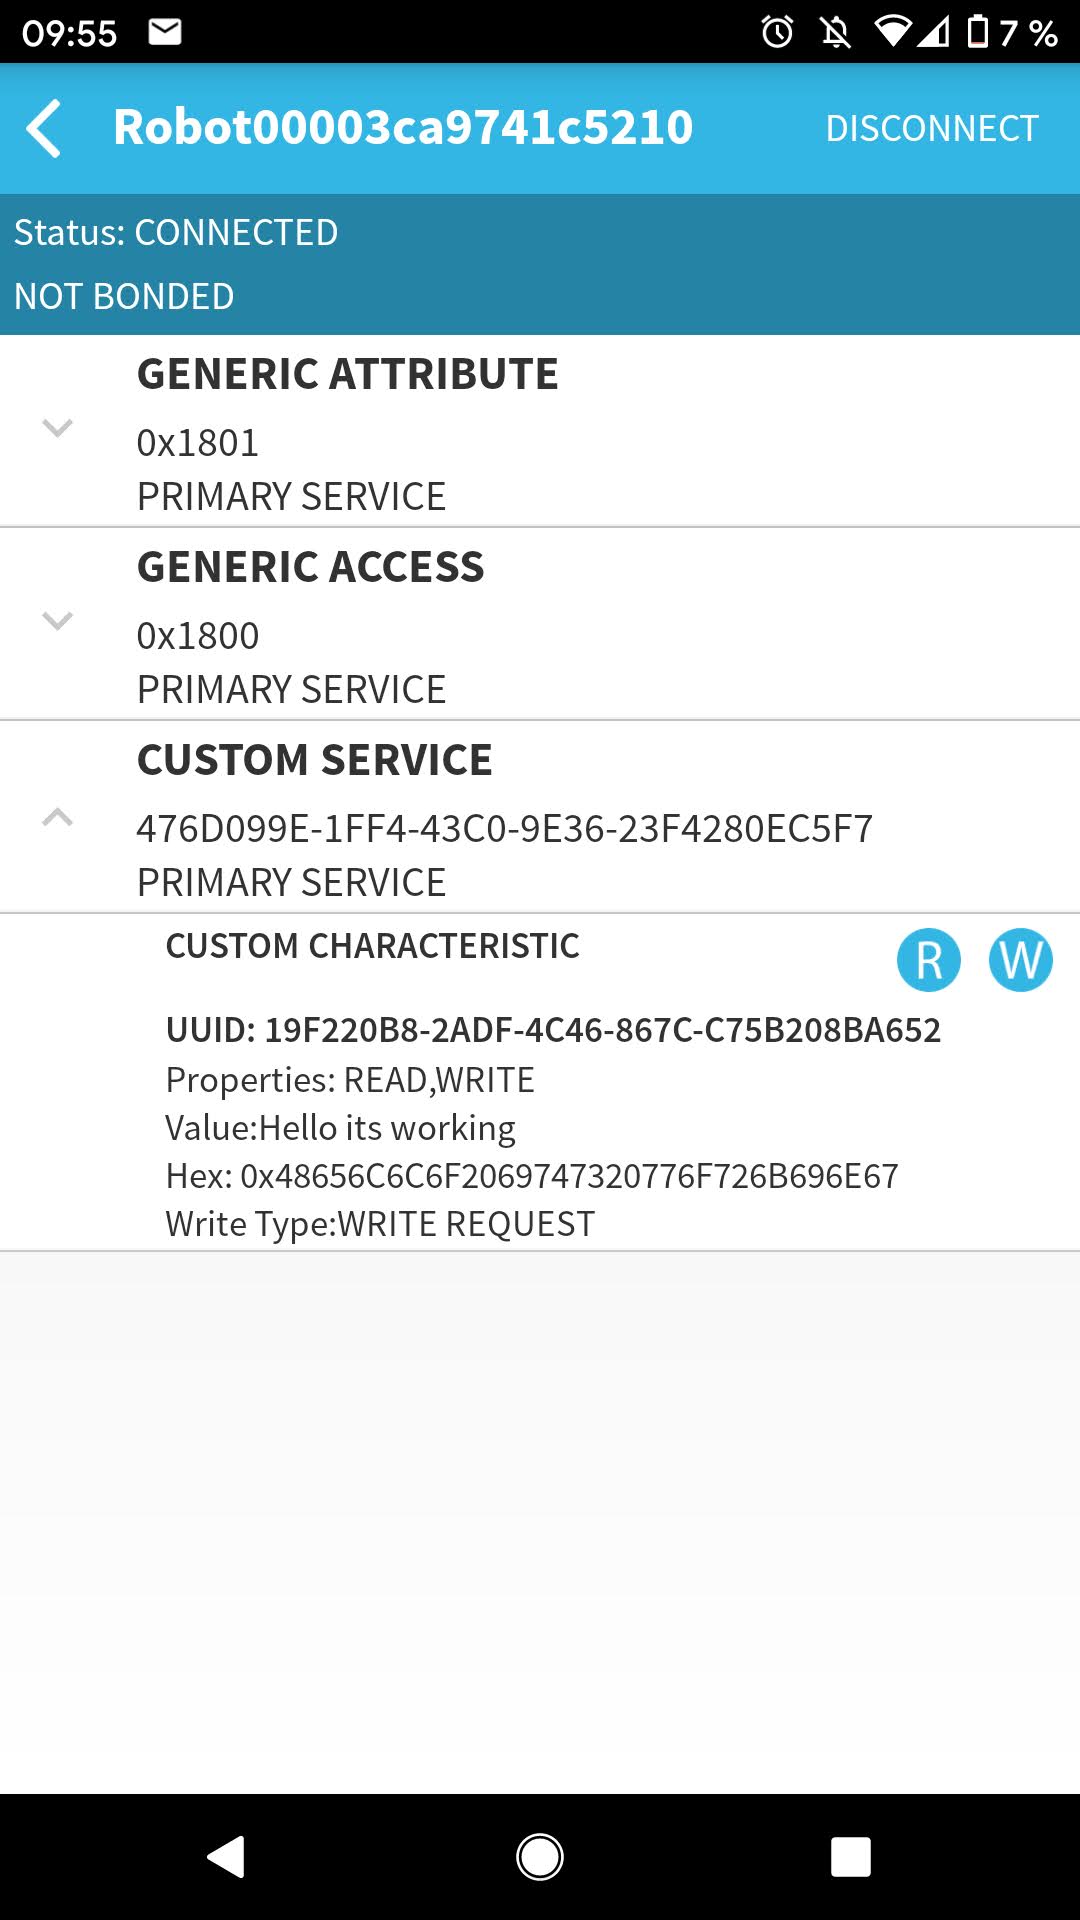 09:55
7 %
Robot00003ca9741c5210
DISCONNECT
Status: CONNECTED
NOT BONDED
GENERIC ATTRIBUTE
0x1801
PRIMARY SERVICE
GENERIC ACCESS
0x1800
PRIMARY SERVICE
CUSTOM SERVICE
476D099E-1FF4-43C0-9E36-23F4280EC5F7
PRIMARY SERVICE
CUSTOM CHARACTERISTIC
R W
UUID: 19F220B8-2ADF-4C46-867C-C75B208BA652
Properties: READ,WRITE
Value:Hello its working
Hex: 0x48656C6C6F2069747320776F726B696E67
Write Type:WRITE REQUEST